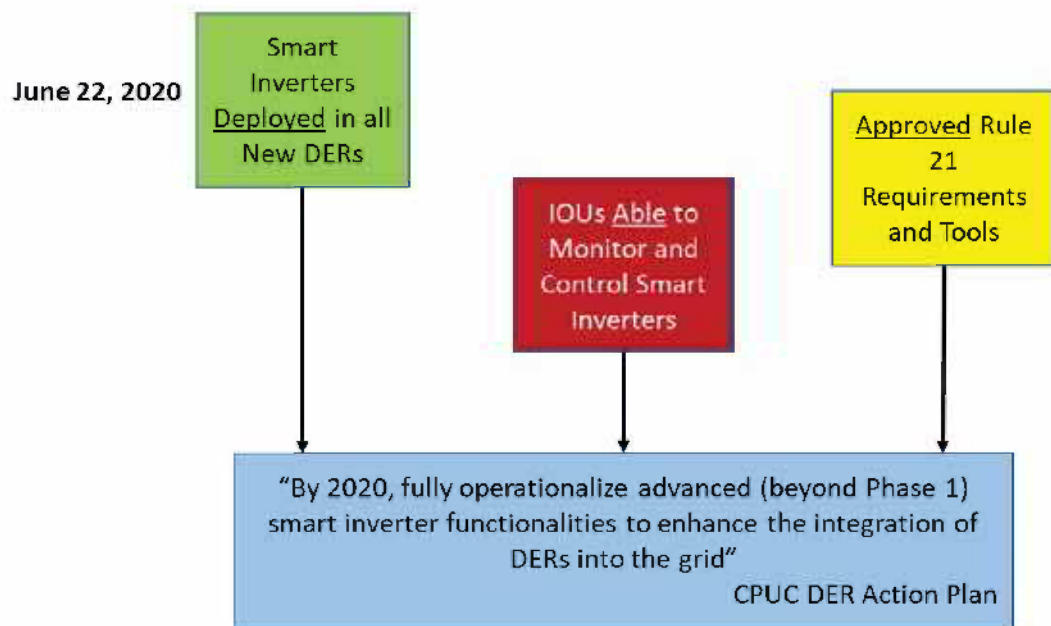 June 22, 2020
Smart
Inverters
Deployed in all
New DERs
IOUs Able to
Monitor and
Control Smart
Inverters
Approved Rule
21
Requirements
and Tools
“By 2020, fully operationalize advanced (beyond Phase 1)
smart inverter functionalities to enhance the integration of
DERs into the grid“
CPUC DER Action Plan